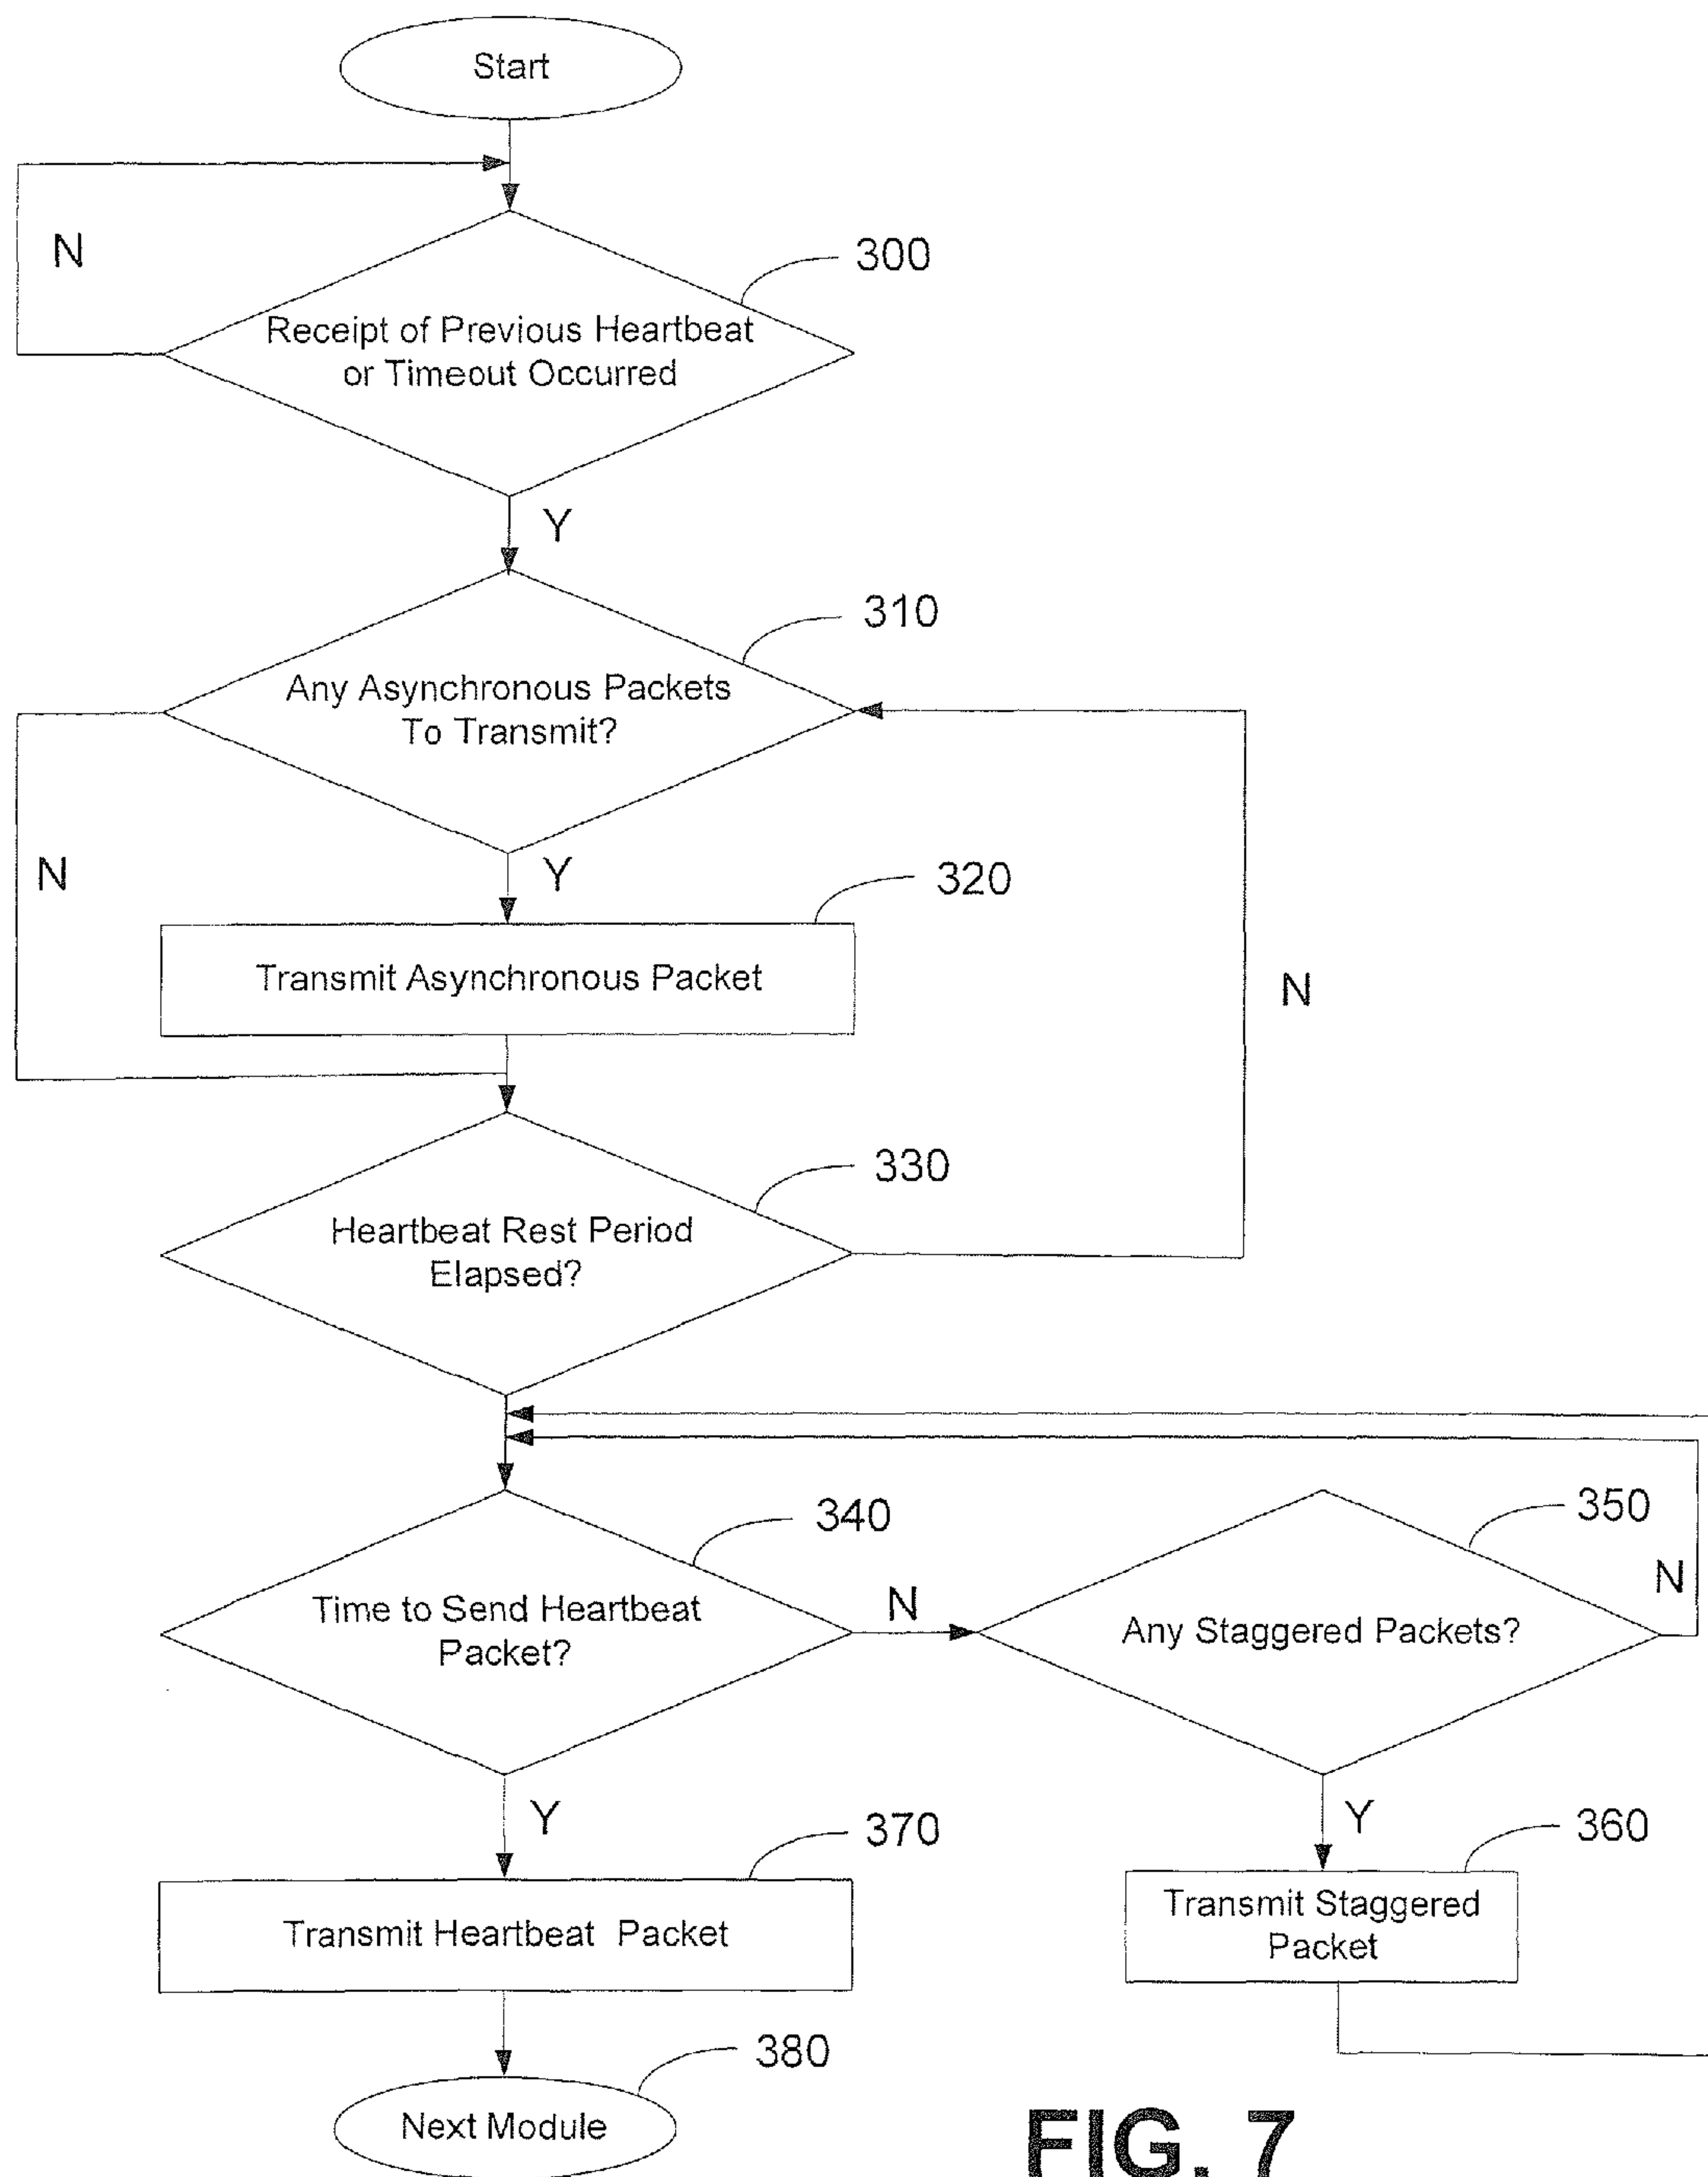 Start
N
300
Receipt of Previous Heartbeat
or Timeout Occurred
Y
310
Any Asynchronous Packets
To Transmit?
N
Y
320
Transmit Asynchronous Packet
N
330
Heartbeat Rest Period
Elapsed?
340
350
N
Time to Send Heartbeat
Packet?
N
Any Staggered Packets?
Y
370
Y
360
Transmit Heartbeat Packet
Transmit Staggered
Packet
380
Next Module
FIG. 7